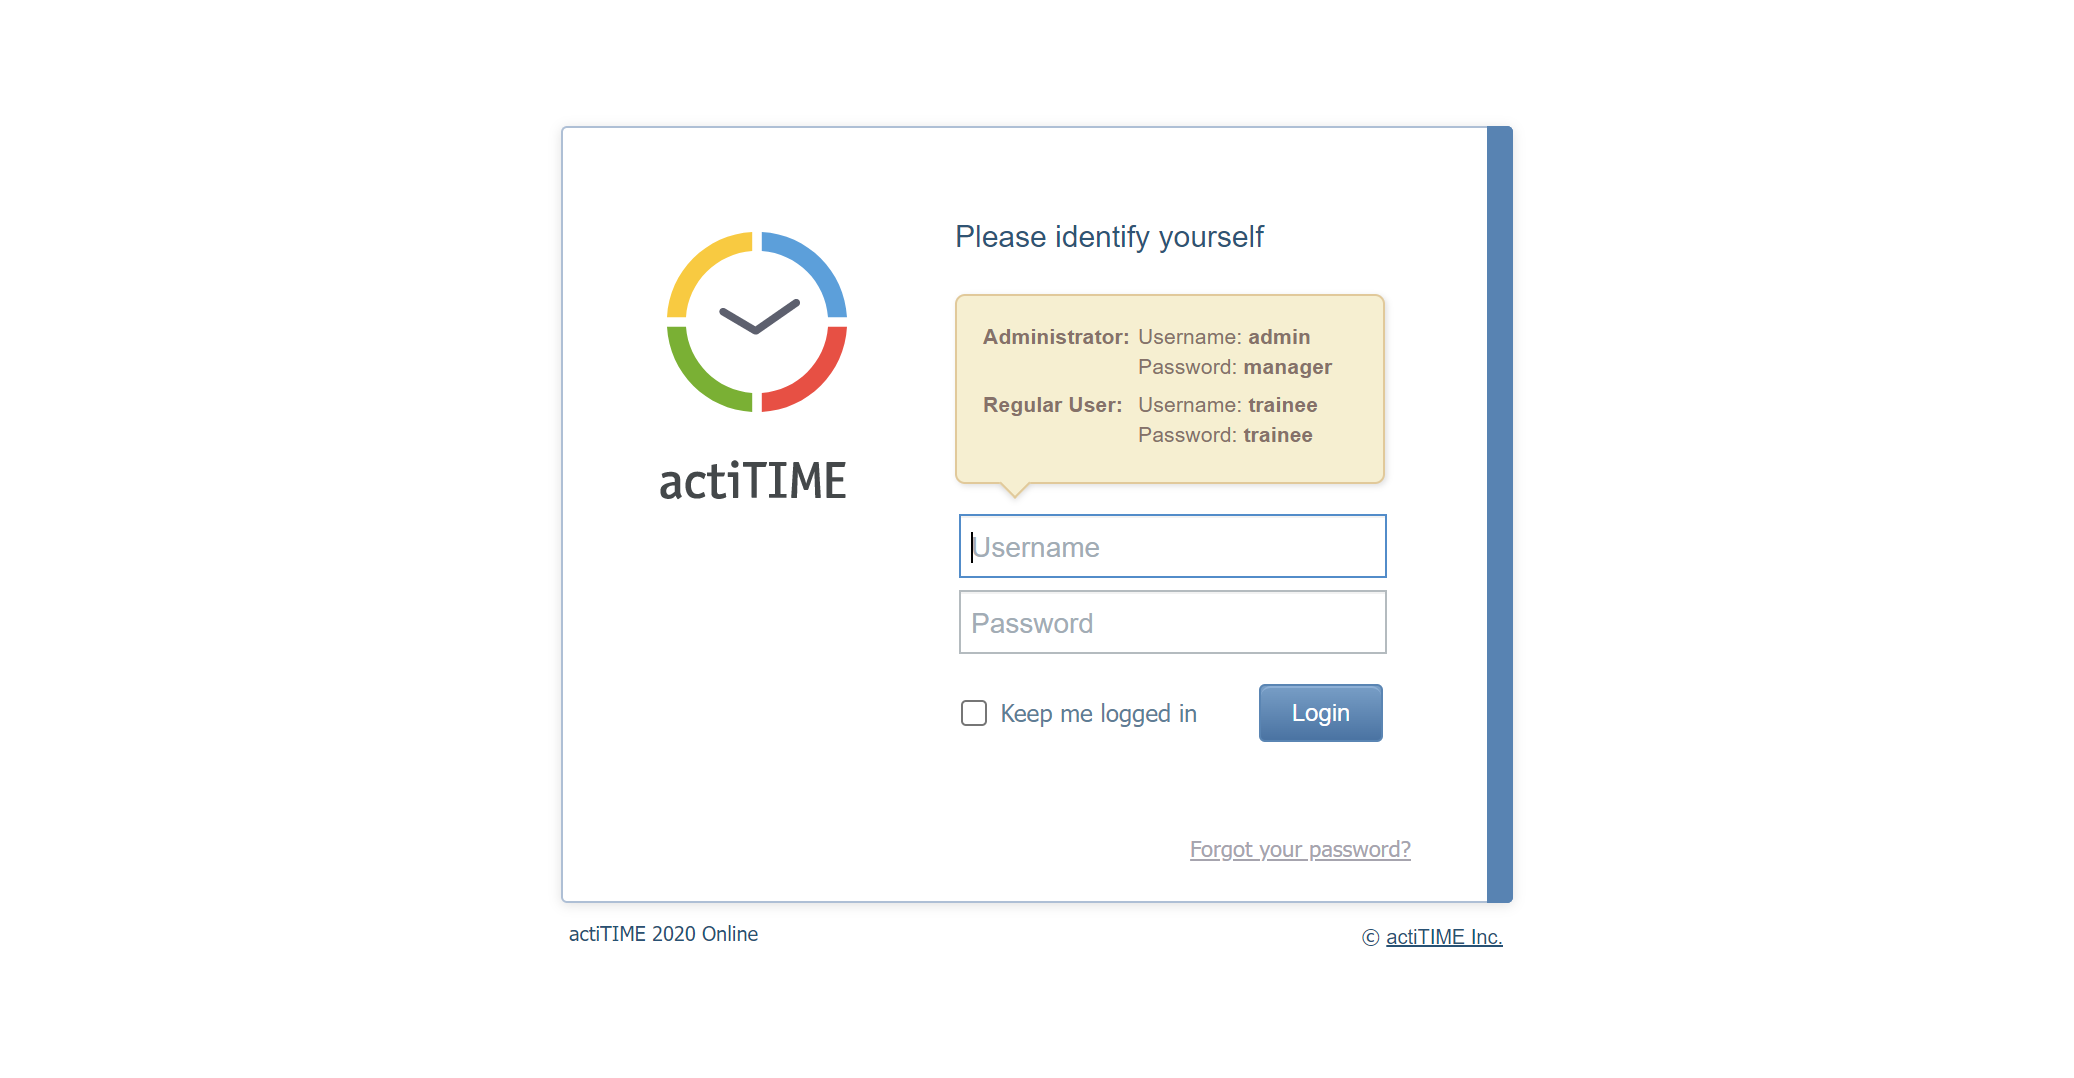 Please identify yourself
Administrator: Username: admin
Password: manager
Regular User: Username: trainee
Password: trainee
actiTIME
Username
Password
Keep me logged in Login
Forgot your password?
actiTIME 2020 Online © actiTIME Inc.